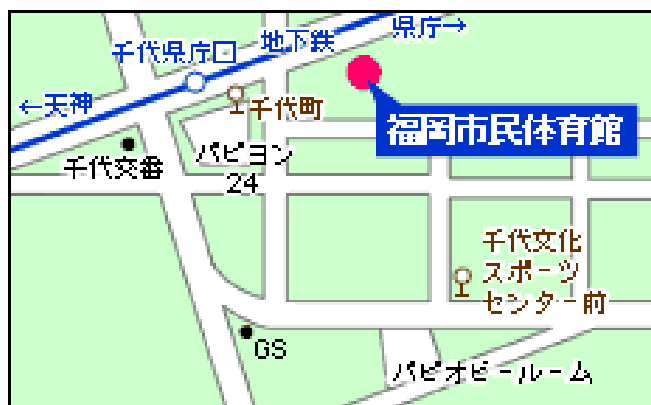 県庁→
地下鉄
千代県庁口
←天神
千代町
福岡市民体育館
千代交番
パピヨン
24
千代文化
スポーツ
センター前
GS
パピオビールーム